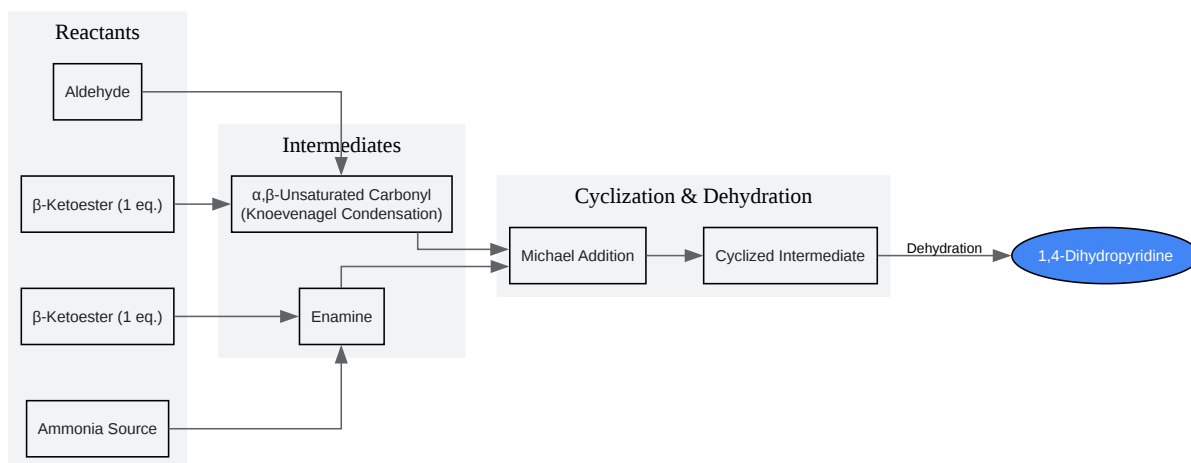 Reactants
Aldehyde
β-Ketoester (1 eq.)
β-Ketoester (1 eq.)
Ammonia Source
Intermediates
α,β-Unsaturated Carbonyl
(Knoevenagel Condensation)
Enamine
Cyclization & Dehydration
Michael Addition
Cyclized Intermediate
Dehydration
1,4-Dihydropyridine